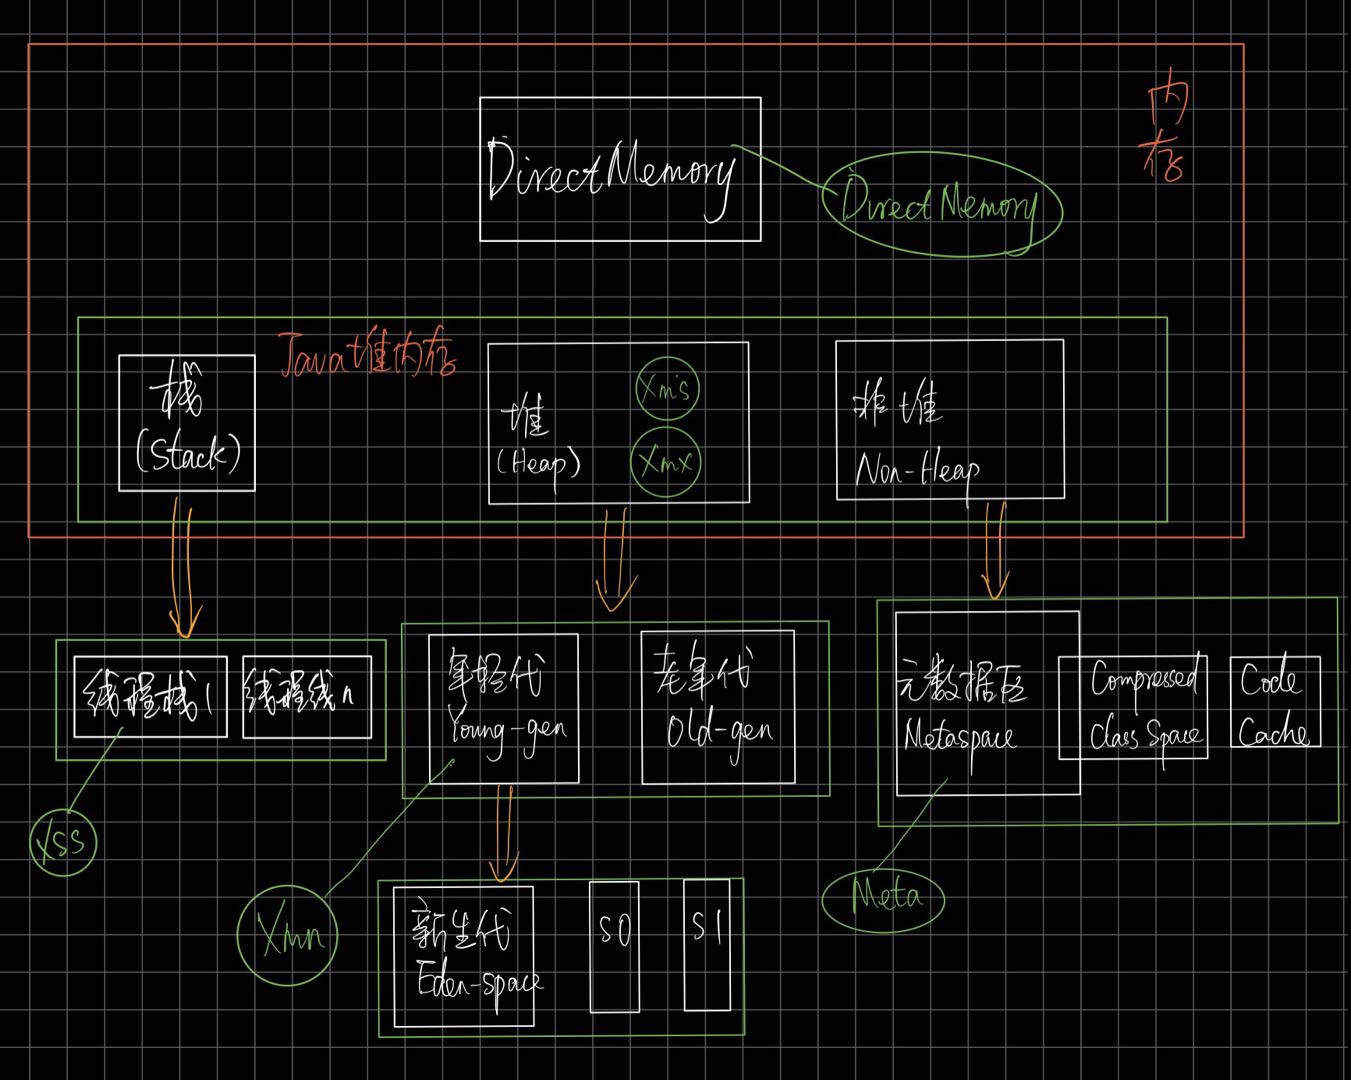 内存
DirectMemory
DirectMemory
Java堆内存
栈
(Stack)
堆
(Heap)
Xms
Xmx
非堆
Non-Heap
线程栈1
线程线n
Xss
年轻代
Young-gen
老年代
Old-gen
Xmn
元数据区
Metaspace
Compressed
Class Space
Code
Cache
Meta
新生代
Eden-space
S0
S1